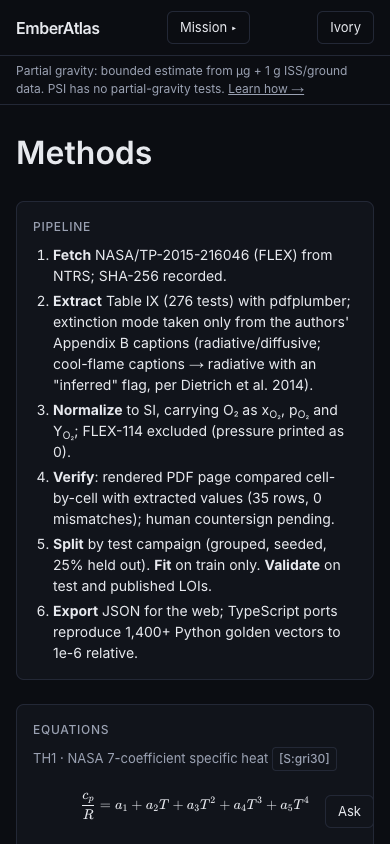 EmberAtlas
Mission ▸
Ivory
Partial gravity: bounded estimate from µg + 1 g ISS/ground
data. PSI has no partial-gravity tests. Learn how →
Methods
PIPELINE
1. Fetch NASA/TP-2015-216046 (FLEX) from
NTRS; SHA-256 recorded.
2. Extract Table IX (276 tests) with pdfplumber;
extinction mode taken only from the authors'
Appendix B captions (radiative/diffusive;
cool-flame captions → radiative with an
"inferred" flag, per Dietrich et al. 2014).
3. Normalize to SI, carrying O₂ as x_O₂, p_O₂ and
Y_O₂; FLEX-114 excluded (pressure printed as
0).
4. Verify: rendered PDF page compared cell-
by-cell with extracted values (35 rows, 0
mismatches); human countersign pending.
5. Split by test campaign (grouped, seeded,
25% held out). Fit on train only. Validate on
test and published LOIs.
6. Export JSON for the web; TypeScript ports
reproduce 1,400+ Python golden vectors to
1e-6 relative.
EQUATIONS
TH1 · NASA 7-coefficient specific heat [S:gri30]
c_p/R = a₁ + a₂T + a₃T² + a₄T³ + a₅T⁴
Ask